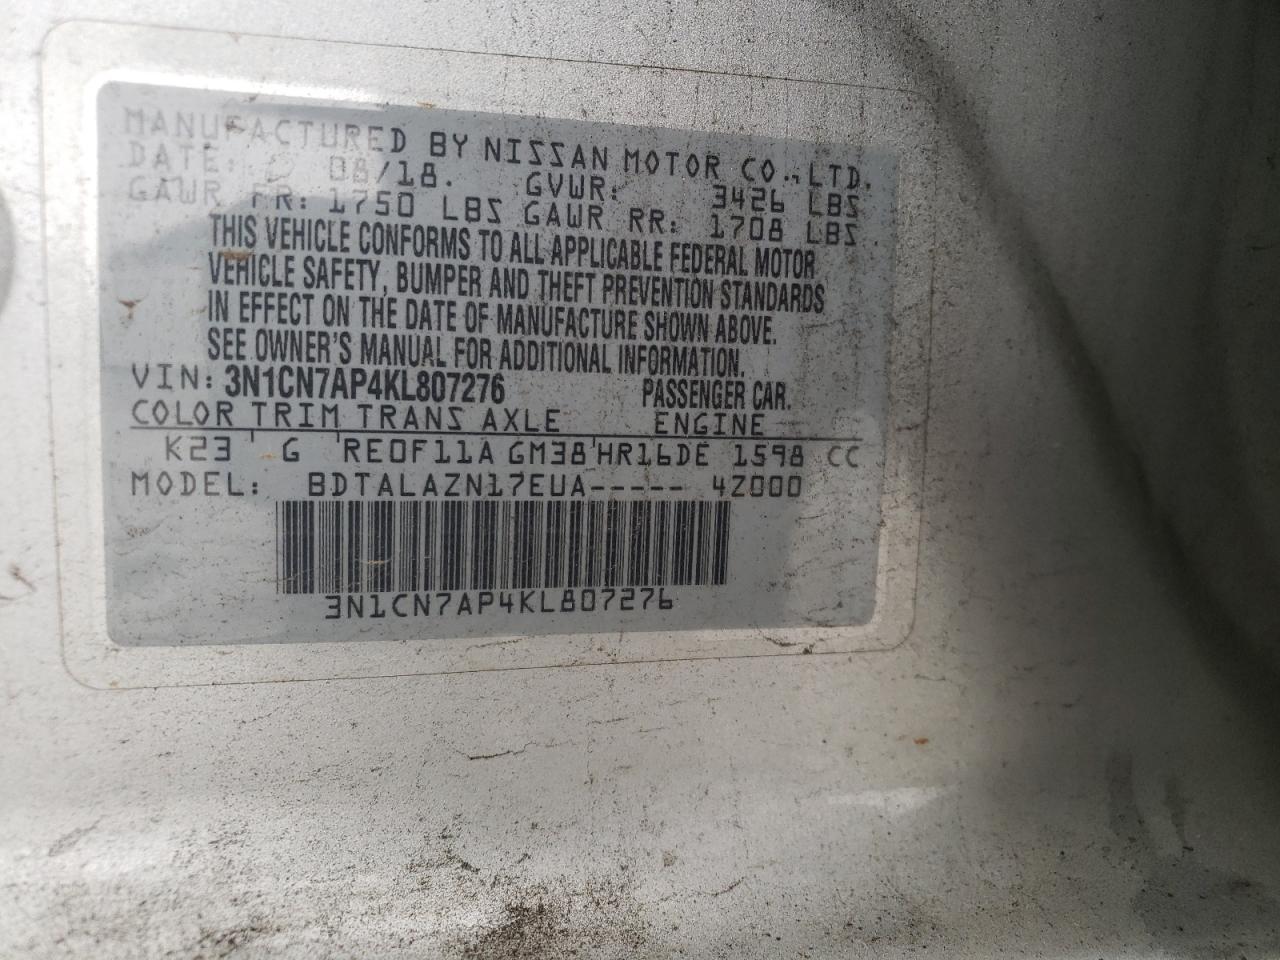 MANUFACTURED BY NISSAN MOTOR CO.,LTD.
DATE: 08/18. GVWR: 3426 LBS
GAWR FR: 1750 LBS GAWR RR: 1708 LBS.
THIS VEHICLE CONFORMS TO ALL APPLICABLE FEDERAL MOTOR
VEHICLE SAFETY, BUMPER AND THEFT PREVENTION STANDARDS
IN EFFECT ON THE DATE OF MANUFACTURE SHOWN ABOVE.
SEE OWNER'S MANUAL FOR ADDITIONAL INFORMATION.
VIN: 3N1CN7AP4KL807276 PASSENGER CAR.
COLOR TRIM TRANS AXLE ENGINE
K23 ' G ' RE0F11A GM38 ' HR16DE 1598 CC
MODEL: BDTALAZN17EUA----- 4Z000
3N1CN7AP4KL807276